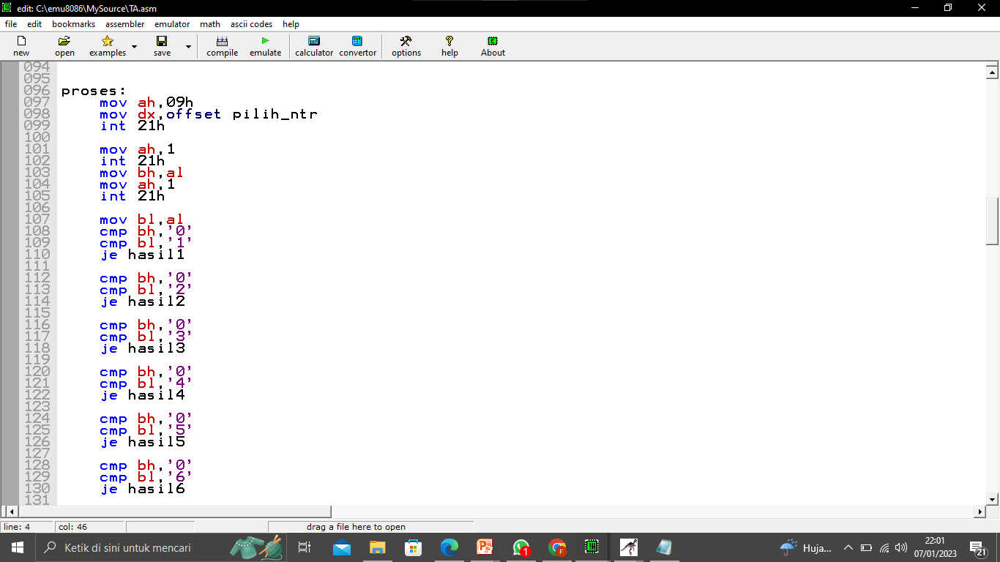 edit: C:\emu8086\MySource\TA.asm
file edit bookmarks assembler emulator math ascii codes help
new open examples save compile emulate calculator convertor options help About
094
095
096 proses:
097 mov ah,09h
098 mov dx,offset pilih_ntr
099 int 21h
100
101 mov ah,1
102 int 21h
103 mov bh,al
104 mov ah,1
105 int 21h
106
107 mov bl,al
108 cmp bh,'0'
109 cmp bl,'1'
110 je hasil1
111
112 cmp bh,'0'
113 cmp bl,'2'
114 je hasil2
115
116 cmp bh,'0'
117 cmp bl,'3'
118 je hasil3
119
120 cmp bh,'0'
121 cmp bl,'4'
122 je hasil4
123
124 cmp bh,'0'
125 cmp bl,'5'
126 je hasil5
127
128 cmp bh,'0'
129 cmp bl,'6'
130 je hasil6
131
line: 4 col: 46 drag a file here to open
Ketik di sini untuk mencari 1 F Huja... 22:01
07/01/2023 21